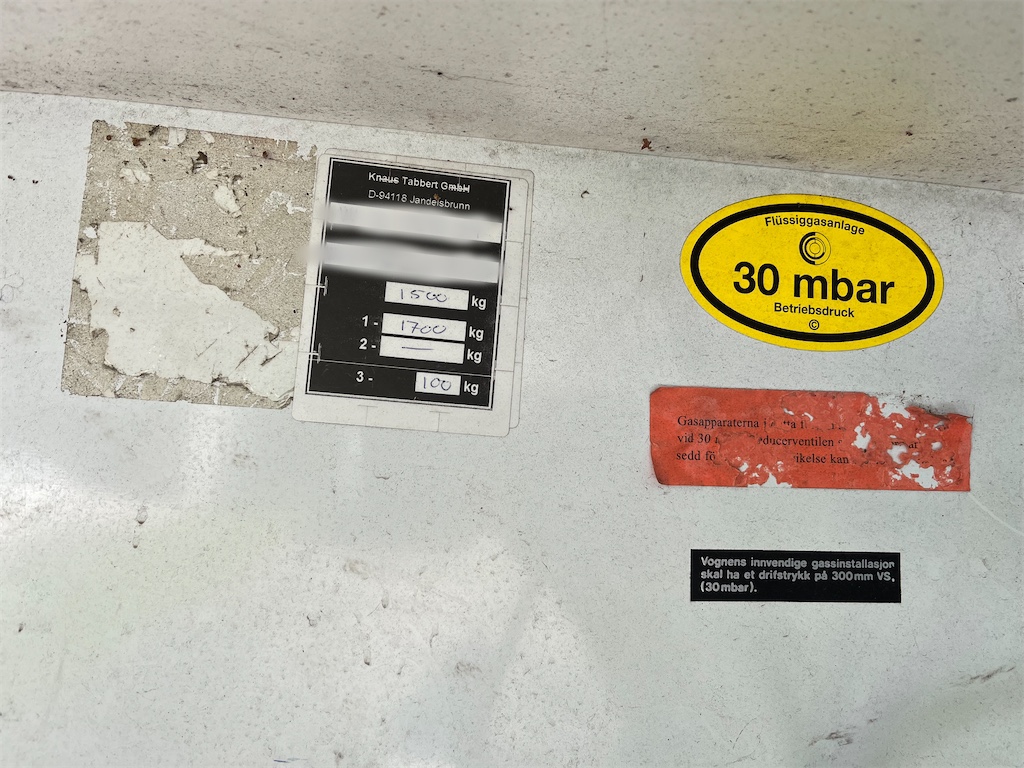 Knaus Tabbert GmbH
D-94118 Jandelsbrunn
1500 kg
1- 1700 kg
2- — kg
3- 100 kg
Flüssiggasanlage
30 mbar
Betriebsdruck
©
Gasapparaterna
vid 30
sedd kan
Vognens innvendige gassinstallasjon
skal ha et driftstrykk på 300mm VS,
(30mbar).